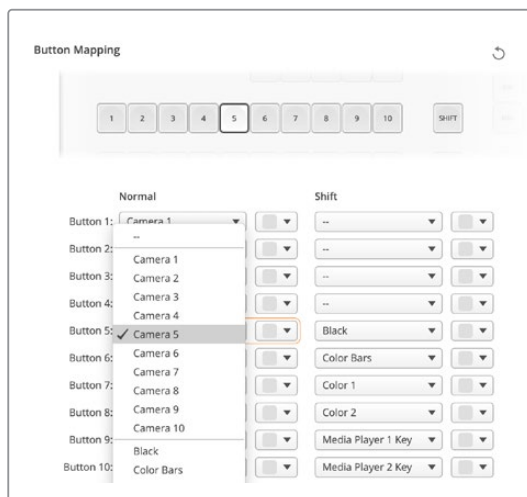 Button Mapping
1 2 3 4 5 6 7 8 9 10 SHIFT
Normal Shift
Button 1: Camera 1 --
Button 2: -- --
Button 3: Camera 1 --
Button 4: Camera 2 --
Camera 3
Camera 4
Button 5: ✓ Camera 5 Black
Button 6: Camera 6 Color Bars
Button 7: Camera 7 Color 1
Button 8: Camera 8 Color 2
Button 9: Camera 9 Media Player 1 Key
Camera 10
Black
Button 10: Color Bars Media Player 2 Key